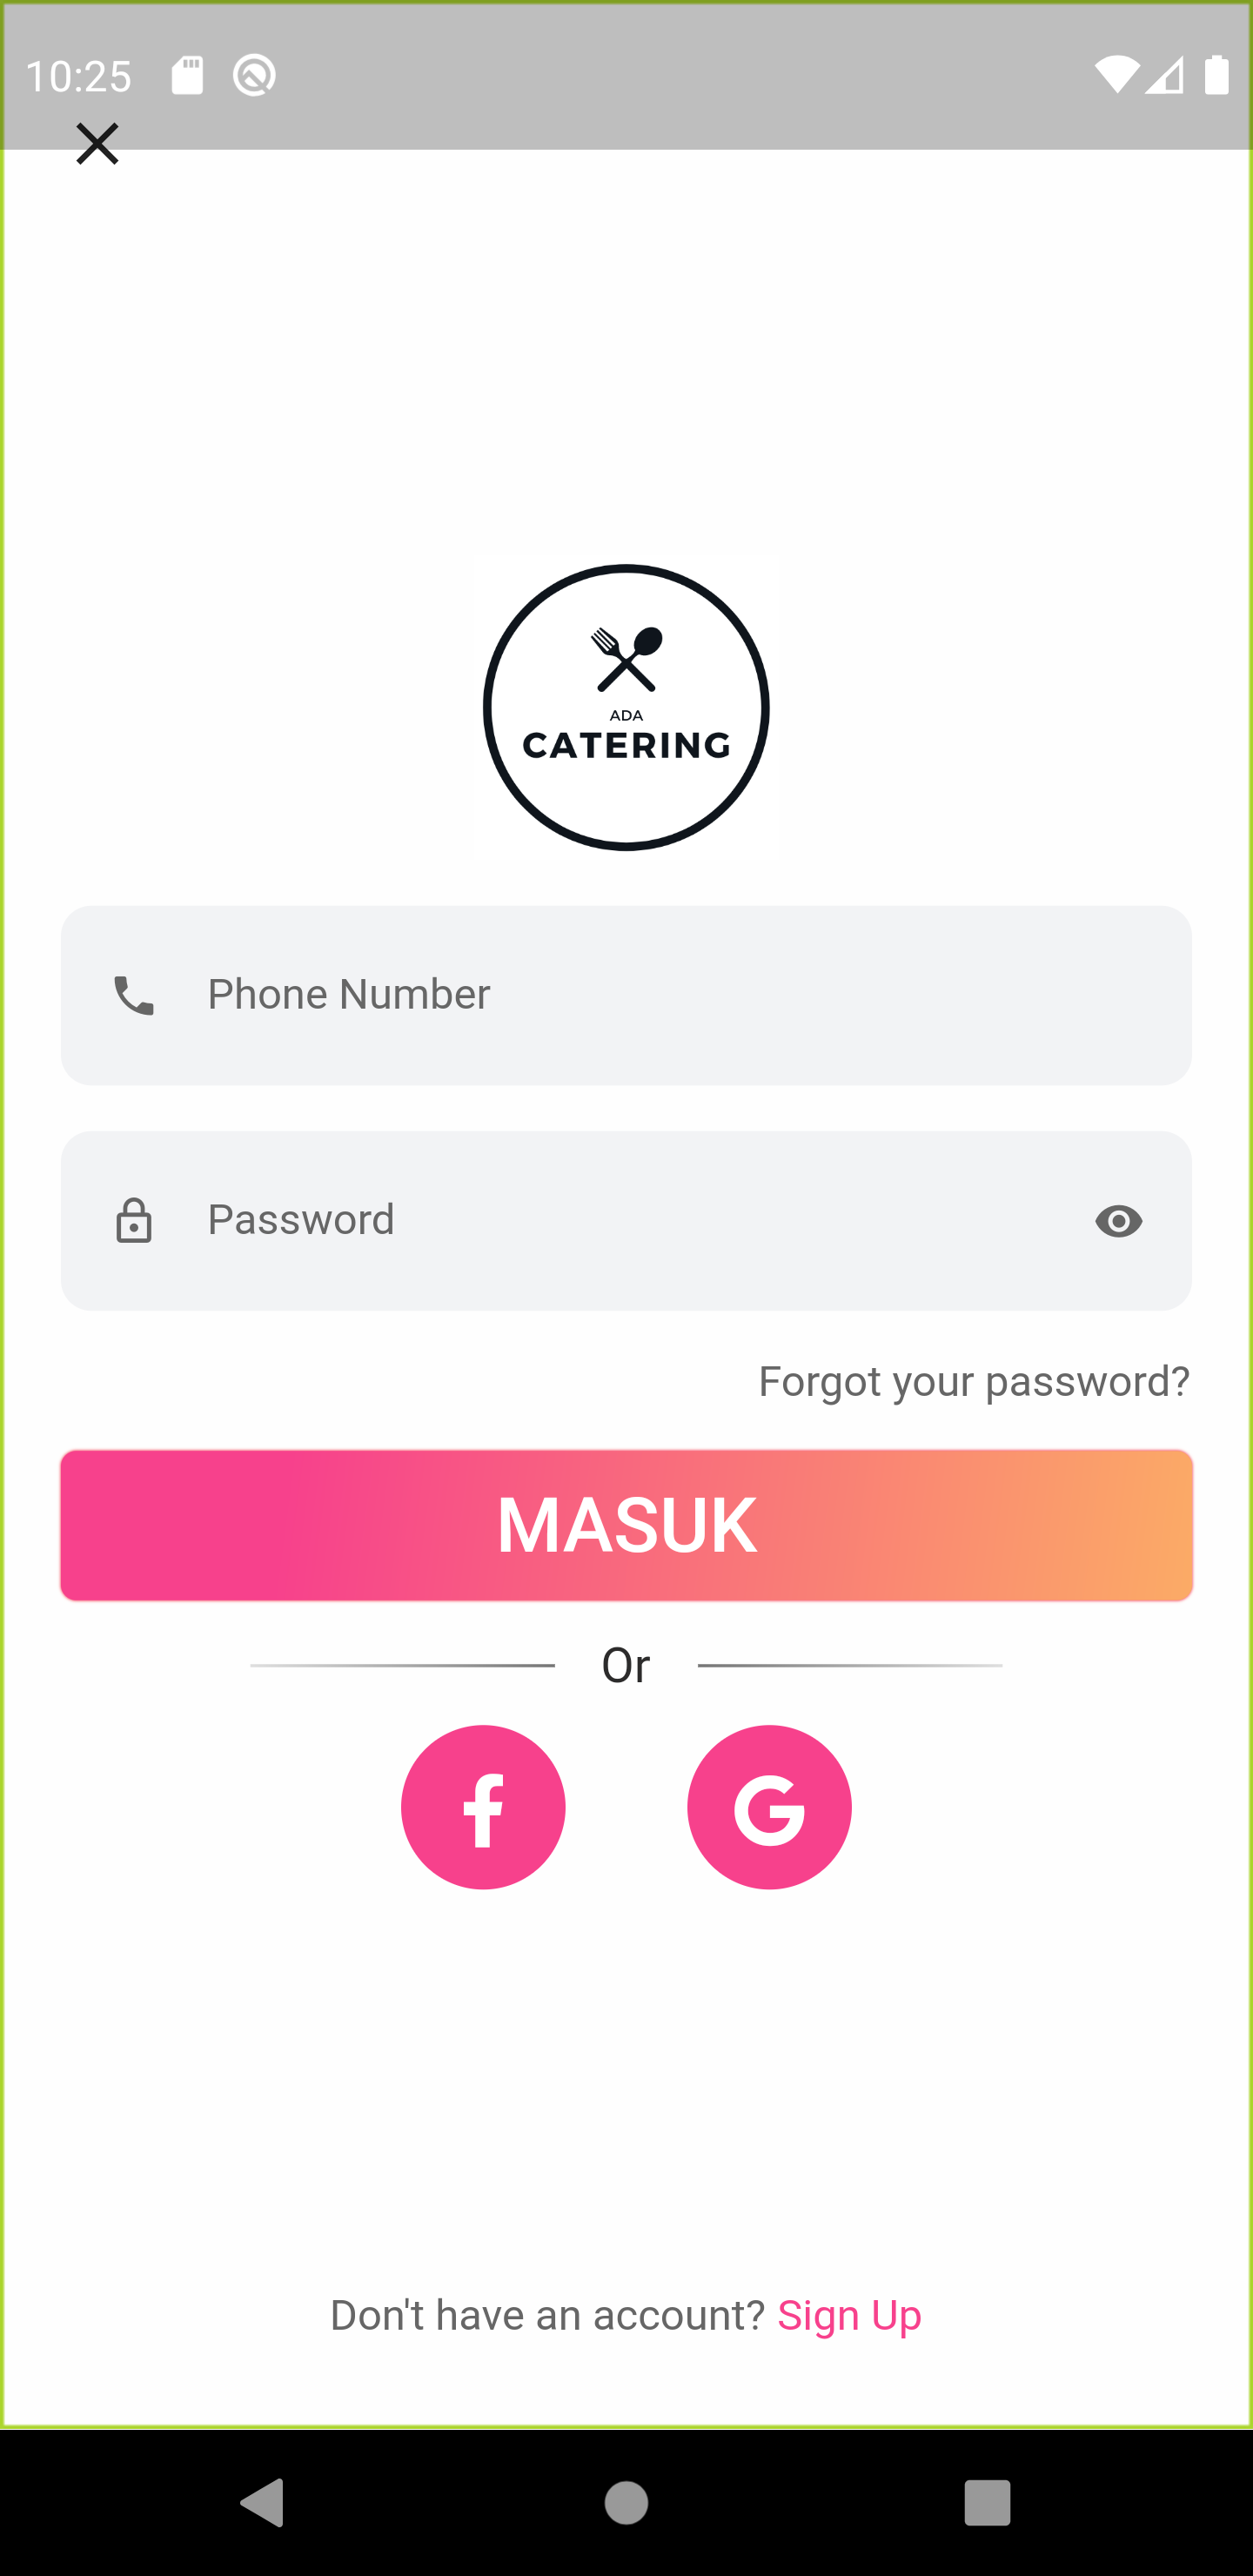 10:25
ADA
CATERING
Phone Number
Password
Forgot your password?
MASUK
Or
Don't have an account? Sign Up